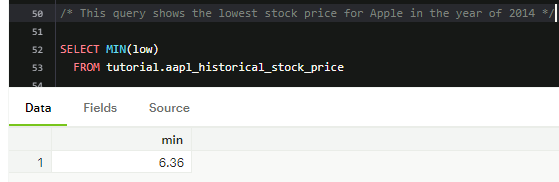 50 /* This query shows the lowest stock price for Apple in the year of 2014 */
51
52 SELECT MIN(low)
53 FROM tutorial.aapl_historical_stock_price
54
Data Fields Source
min
1 6.36